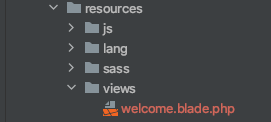 resources
js
lang
sass
views
welcome.blade.php